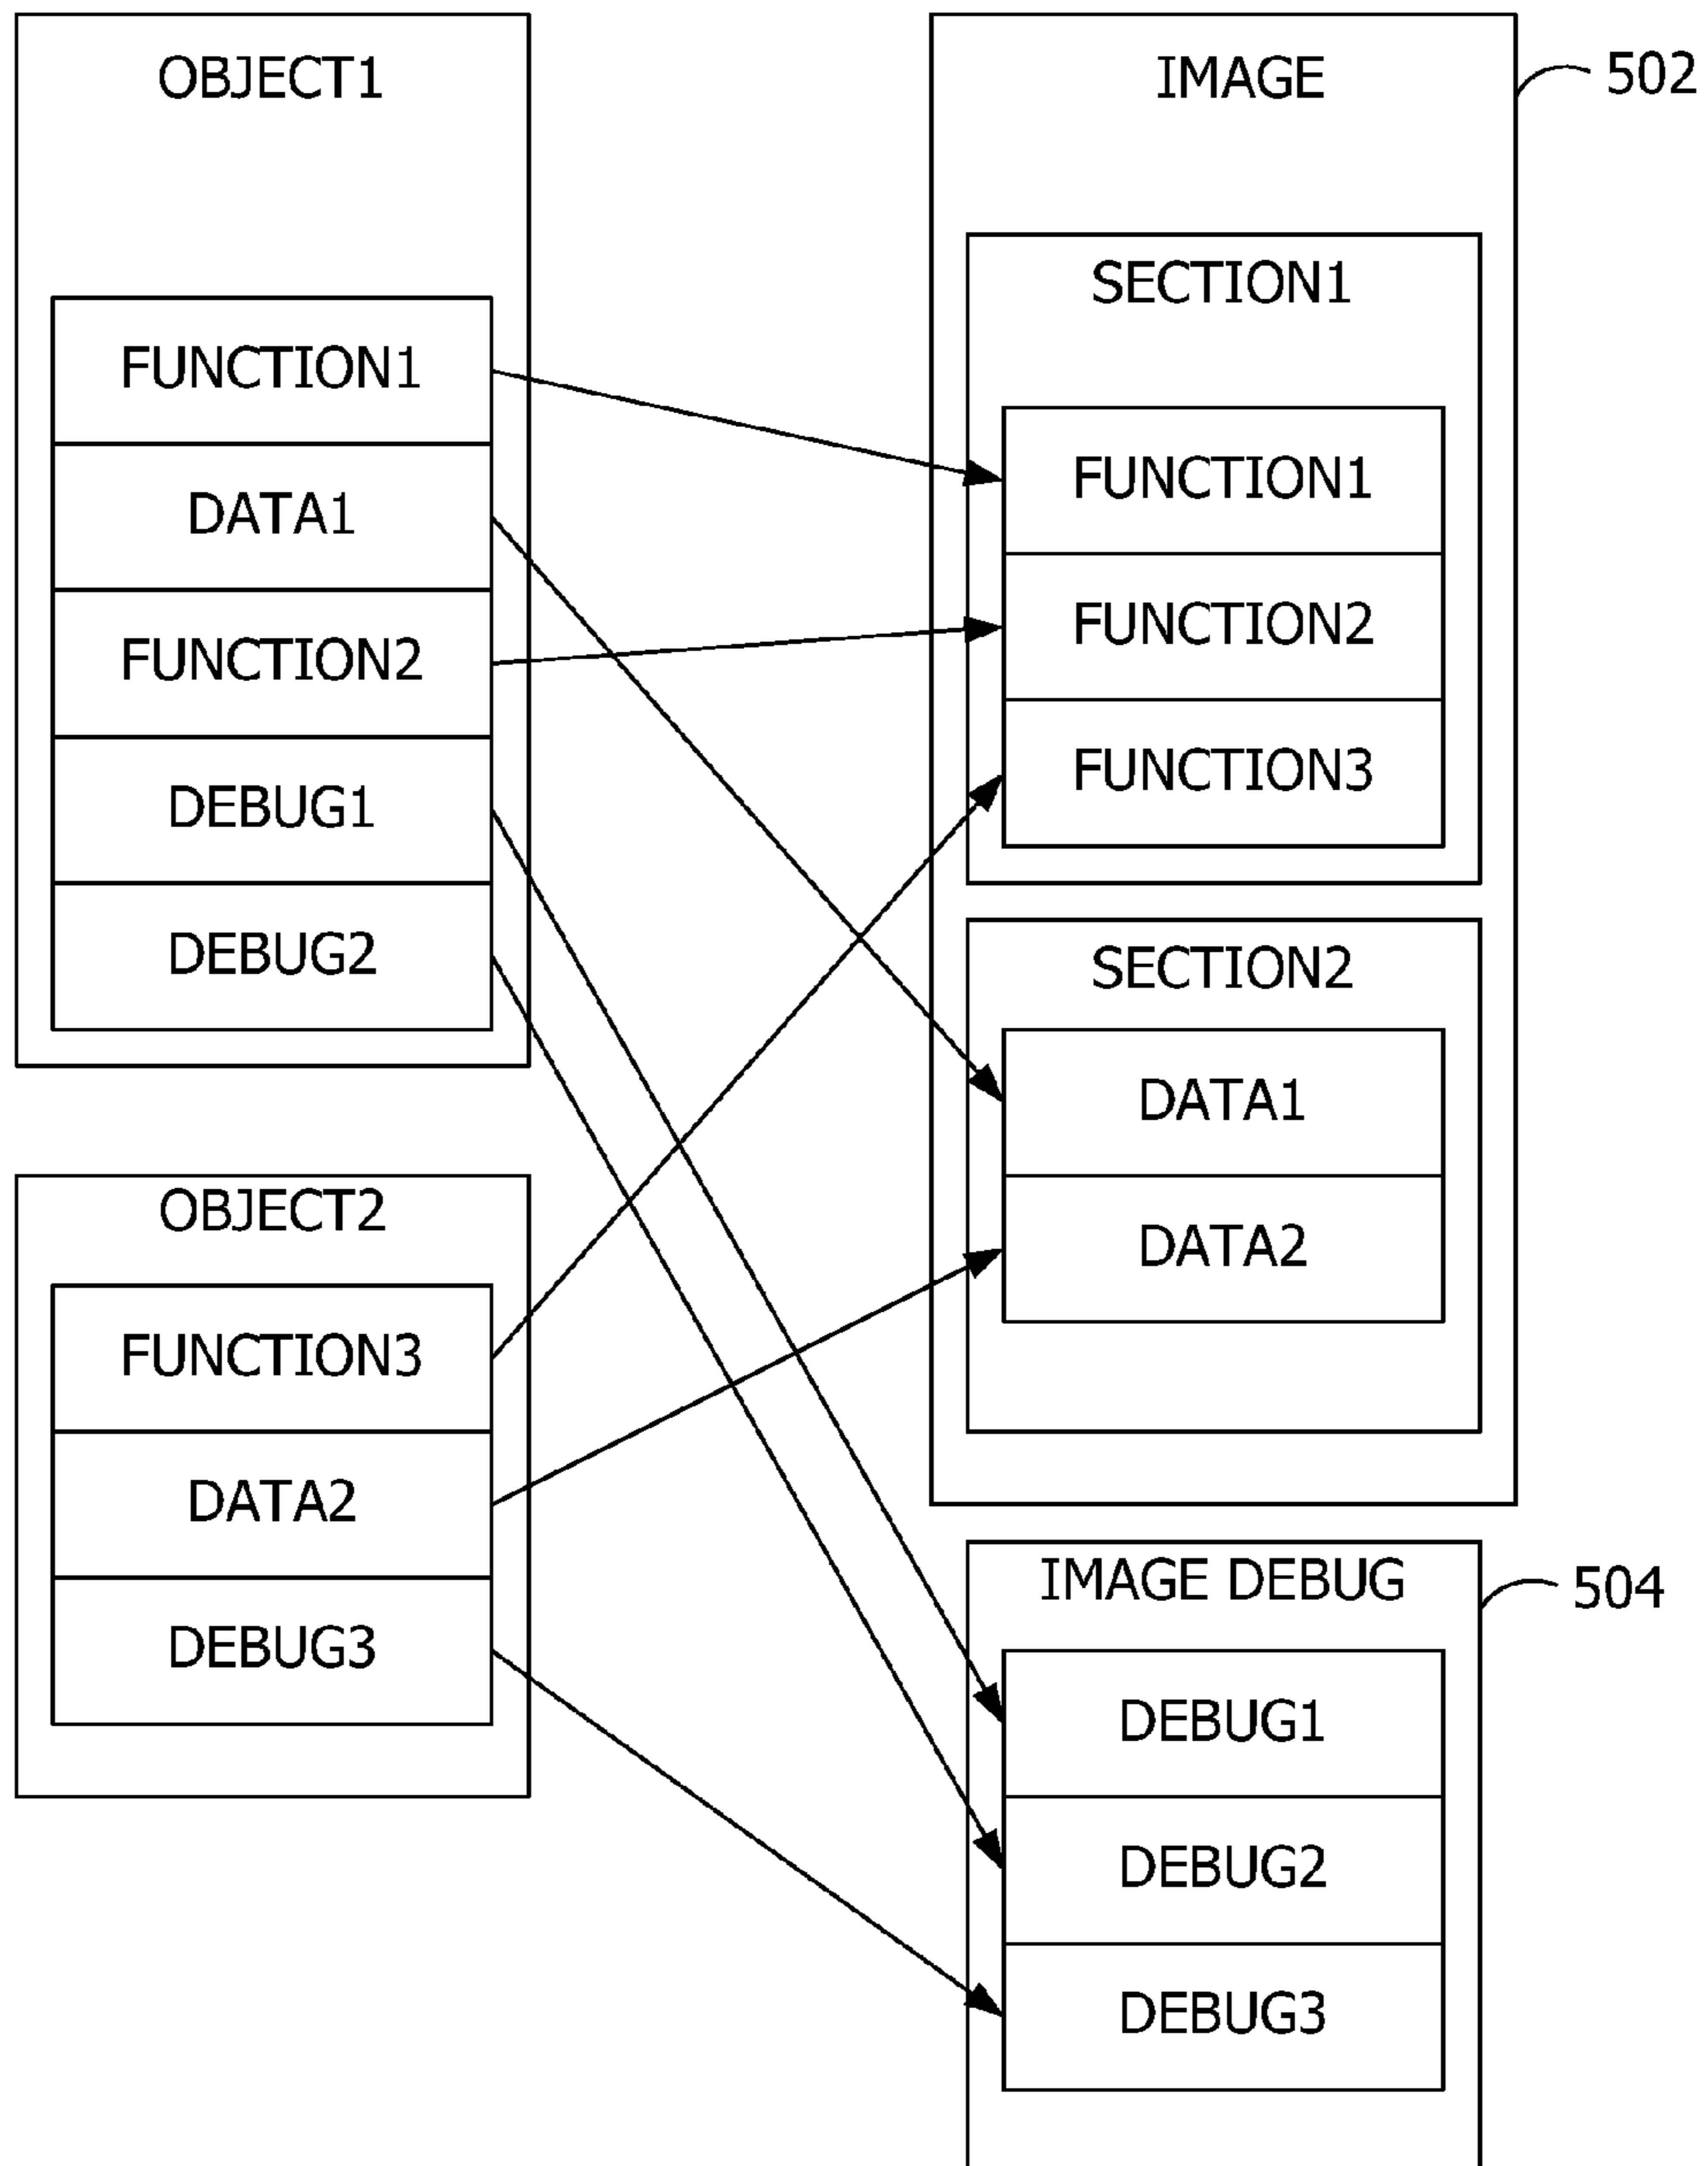 OBJECT1
FUNCTION1
DATA1
FUNCTION2
DEBUG1
DEBUG2
OBJECT2
FUNCTION3
DATA2
DEBUG3
IMAGE
502
SECTION1
FUNCTION1
FUNCTION2
FUNCTION3
SECTION2
DATA1
DATA2
IMAGE DEBUG
504
DEBUG1
DEBUG2
DEBUG3